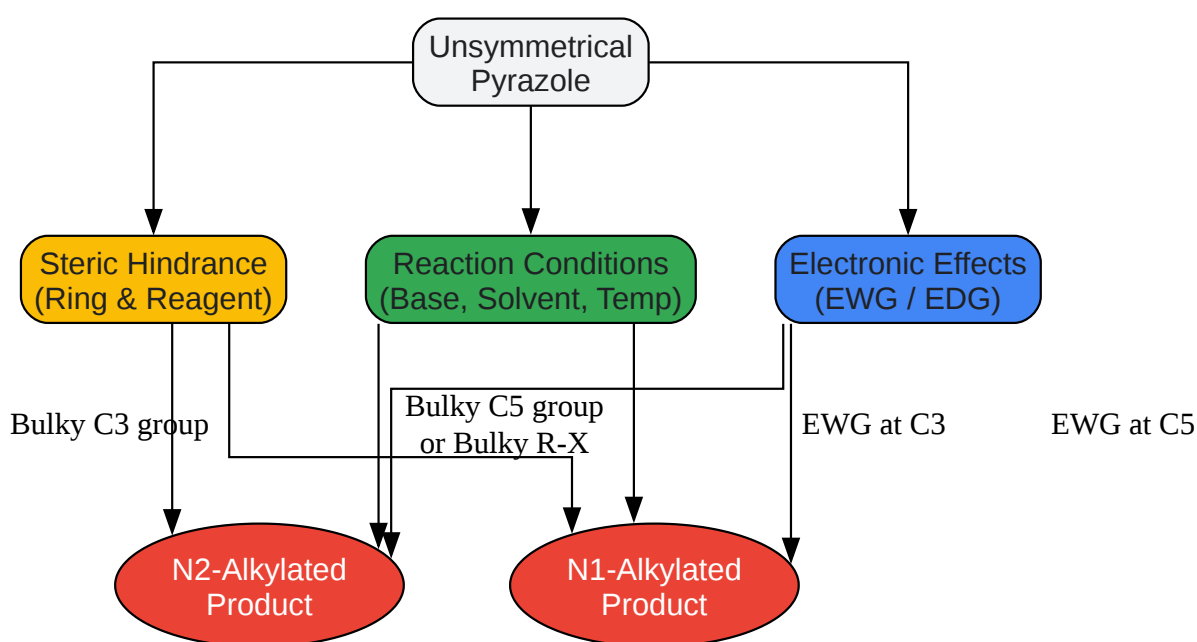 Unsymmetrical
Pyrazole
Steric Hindrance
(Ring & Reagent)
Reaction Conditions
(Base, Solvent, Temp)
Electronic Effects
(EWG / EDG)
Bulky C3 group
Bulky C5 group
or Bulky R-X
EWG at C3
EWG at C5
N2-Alkylated
Product
N1-Alkylated
Product